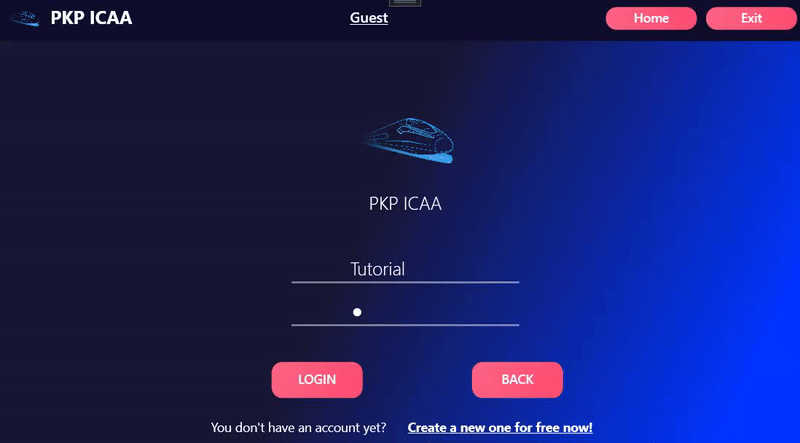 PKP ICAA Guest Home Exit
PKP ICAA
Tutorial
LOGIN BACK
You don't have an account yet? Create a new one for free now!